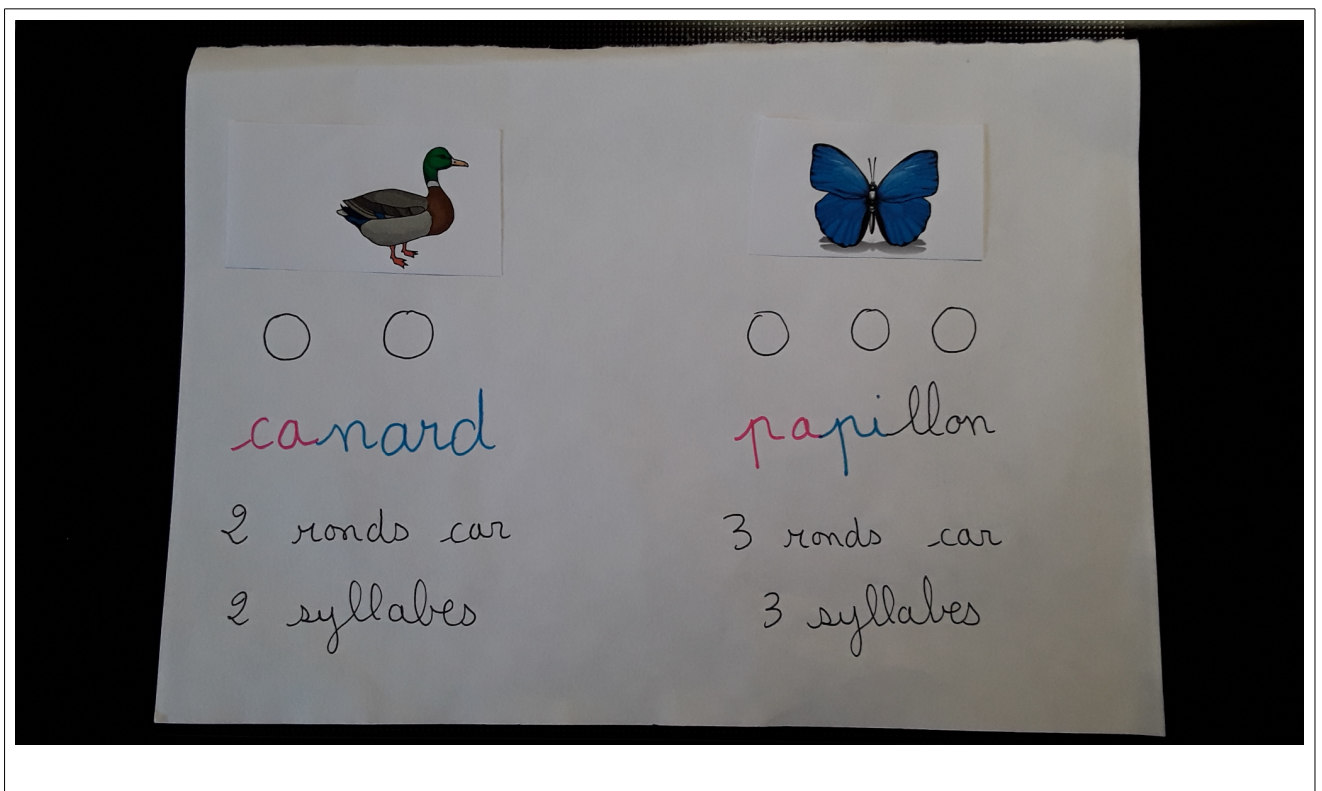 canard
2 ronds car
2 syllabes
papillon
3 ronds car
3 syllabes